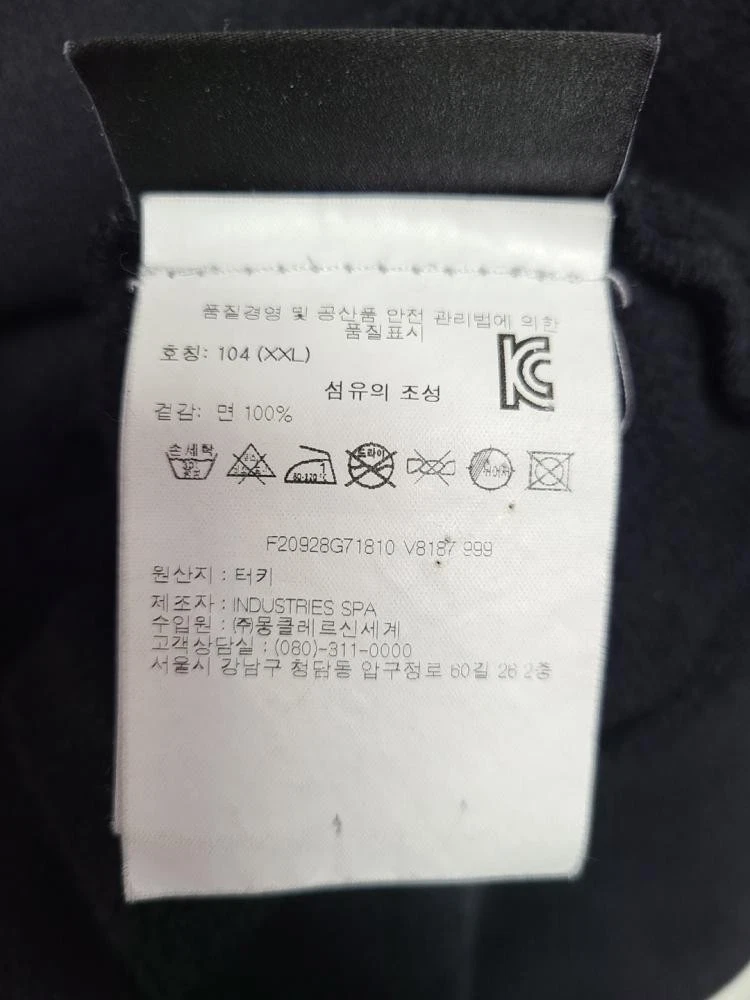 품질경영 및 공산품 안전 관리법에 의한
품질표시
호칭: 104 (XXL)
KC
섬유의 조성
겉감: 면 100%
손세탁
드라이
F20928G71810 V8187 999
원산지 : 터키
제조자 : INDUSTRIES SPA
수입원 : ㈜몽클레르신세계
고객상담실 : (080)-311-0000
서울시 강남구 청담동 압구정로 60길 26 2층